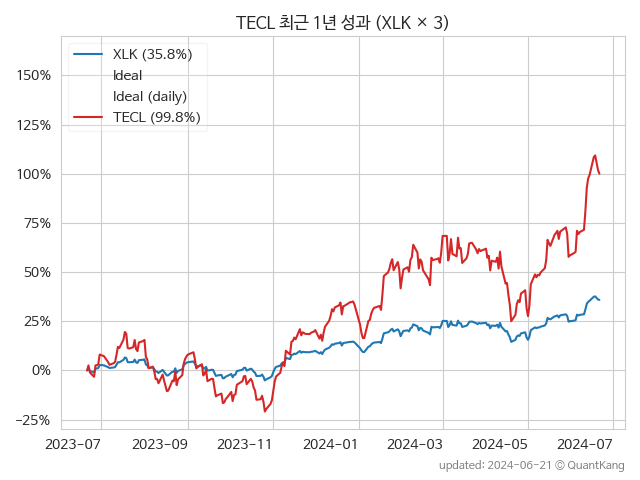 TECL 최근 1년 성과 (XLK × 3)
XLK (35.8%)
Ideal
Ideal (daily)
TECL (99.8%)
150%
125%
100%
75%
50%
25%
0%
−25%
2023−07
2023−09
2023−11
2024−01
2024−03
2024−05
2024−07
updated: 2024-06-21 © QuantKang